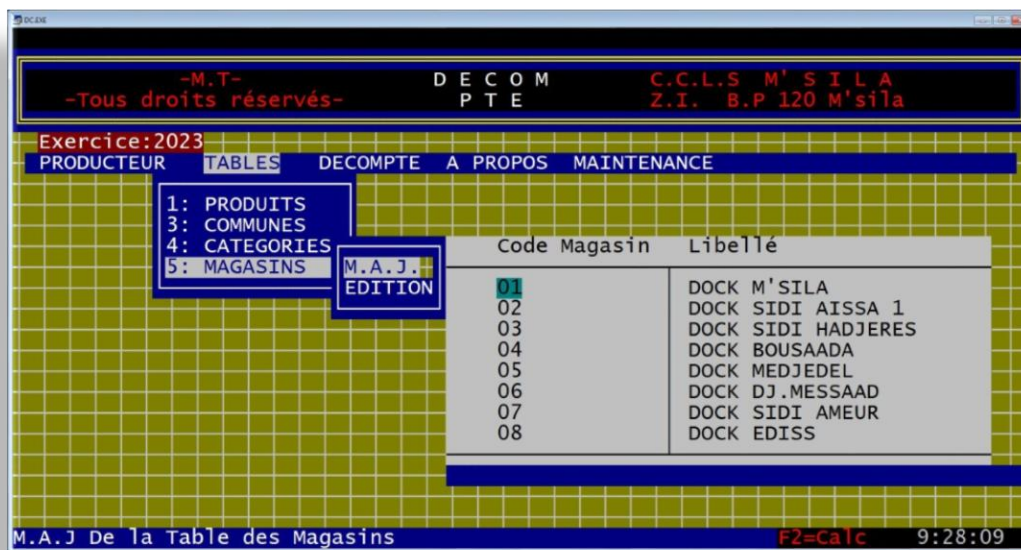 DC.EXE
-M.T- D E C O M C.C.L.S M' S I L A
-Tous droits réservés- P T E Z.I. B.P 120 M'sila
Exercice:2023
PRODUCTEUR TABLES DECOMPTE A PROPOS MAINTENANCE
1: PRODUITS
3: COMMUNES
4: CATEGORIES
5: MAGASINS
M.A.J.
EDITION
Code Magasin Libellé
01 DOCK M'SILA
02 DOCK SIDI AISSA 1
03 DOCK SIDI HADJERES
04 DOCK BOUSAADA
05 DOCK MEDJEDEL
06 DOCK DJ.MESSAAD
07 DOCK SIDI AMEUR
08 DOCK EDISS
M.A.J De la Table des Magasins F2=Calc 9:28:09